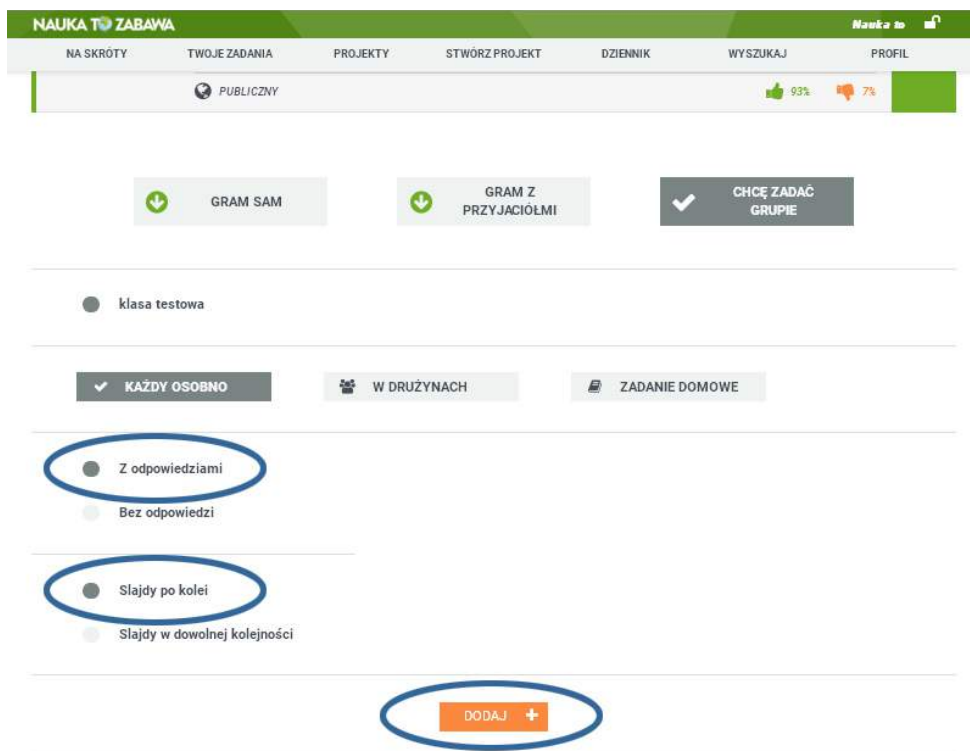 NAUKA TO ZABAWA
Nauka to
NA SKRÓTY TWOJE ZADANIA PROJEKTY STWÓRZ PROJEKT DZIENNIK WYSZUKAJ PROFIL
PUBLICZNY 93% 7%
GRAM SAM
GRAM Z
PRZYJACIÓŁMI
CHCĘ ZADAĆ
GRUPIE
klasa testowa
KAŻDY OSOBNO W DRUŻYNACH ZADANIE DOMOWE
Z odpowiedziami
Bez odpowiedzi
Slajdy po kolei
Slajdy w dowolnej kolejności
DODAJ +